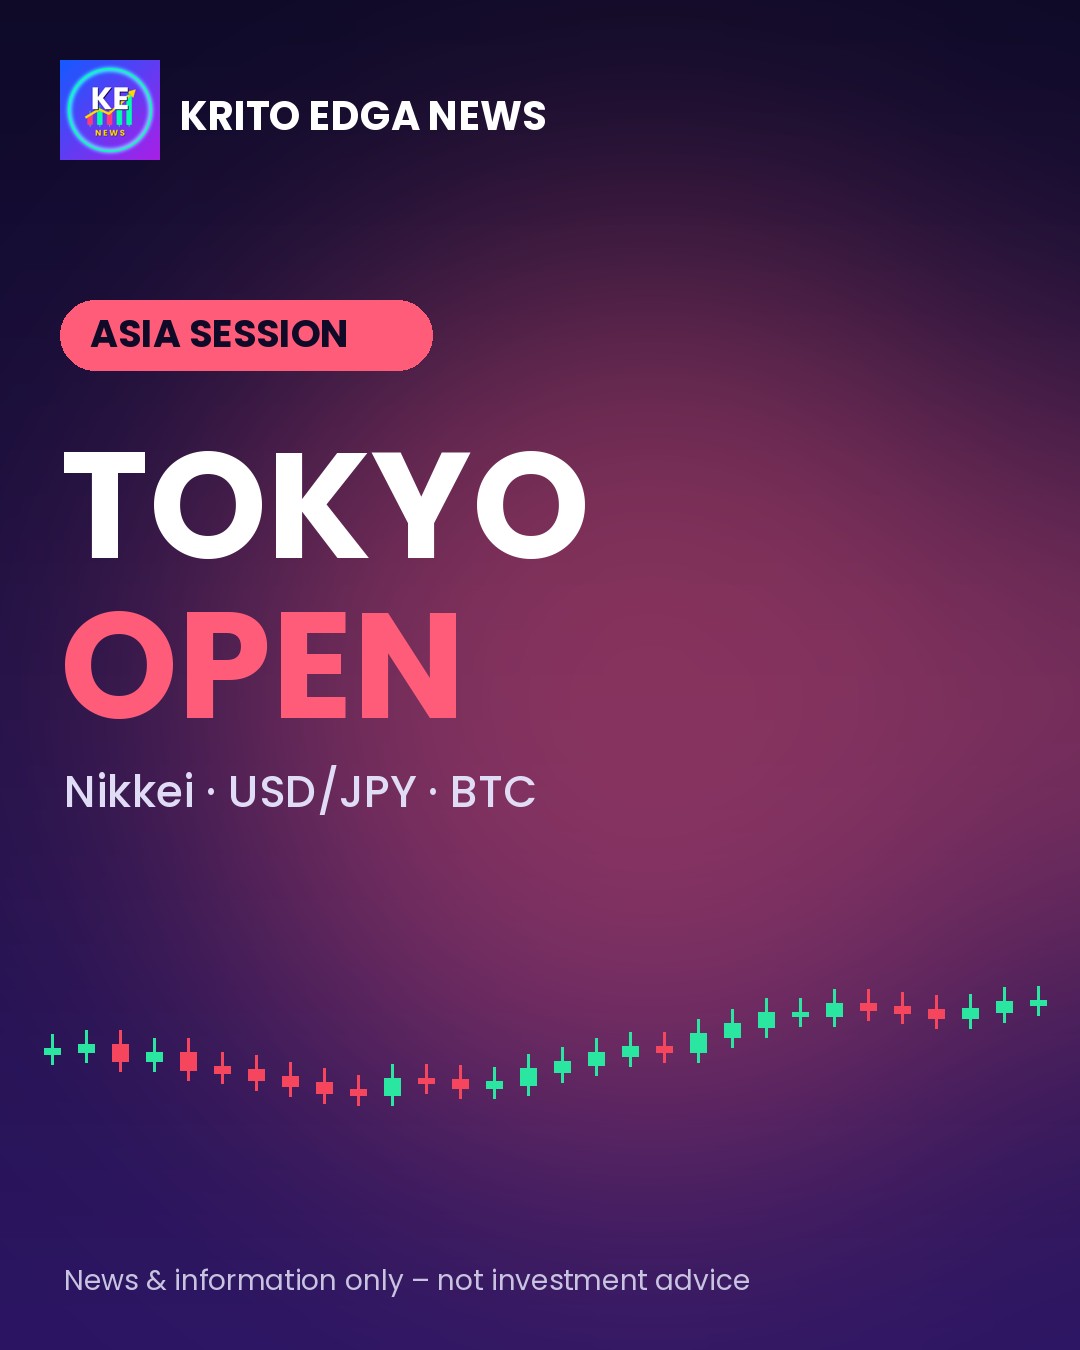 KE
NEWS
KRITO EDGA NEWS
ASIA SESSION
TOKYO
OPEN
Nikkei · USD/JPY · BTC
News & information only – not investment advice